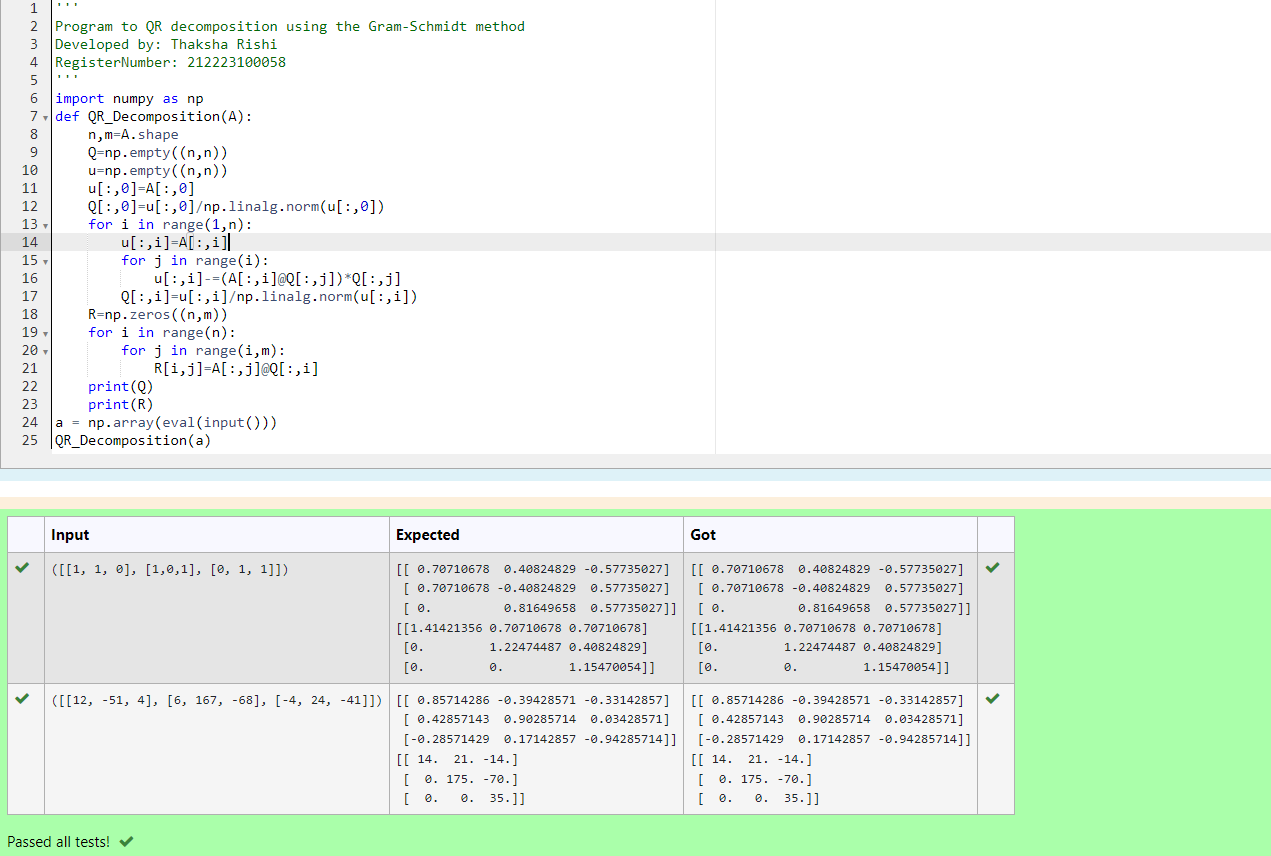 1 '''
2 Program to QR decomposition using the Gram-Schmidt method
3 Developed by: Thaksha Rishi
4 RegisterNumber: 212223100058
5 '''
6 import numpy as np
7 def QR_Decomposition(A):
8     n,m=A.shape
9     Q=np.empty((n,n))
10     u=np.empty((n,n))
11     u[:,0]=A[:,0]
12     Q[:,0]=u[:,0]/np.linalg.norm(u[:,0])
13     for i in range(1,n):
14         u[:,i]=A[:,i]
15         for j in range(i):
16             u[:,i]-=(A[:,i]@Q[:,j])*Q[:,j]
17         Q[:,i]=u[:,i]/np.linalg.norm(u[:,i])
18     R=np.zeros((n,m))
19     for i in range(n):
20         for j in range(i,m):
21             R[i,j]=A[:,j]@Q[:,i]
22     print(Q)
23     print(R)
24 a = np.array(eval(input()))
25 QR_Decomposition(a)
Input Expected Got
([[1, 1, 0], [1,0,1], [0, 1, 1]]) [[ 0.70710678  0.40824829 -0.57735027] [[ 0.70710678  0.40824829 -0.57735027]
[ 0.70710678 -0.40824829  0.57735027] [ 0.70710678 -0.40824829  0.57735027]
[ 0.          0.81649658  0.57735027]] [ 0.          0.81649658  0.57735027]]
[[1.41421356 0.70710678 0.70710678] [[1.41421356 0.70710678 0.70710678]
[0.         1.22474487 0.40824829] [0.         1.22474487 0.40824829]
[0.         0.         1.15470054]] [0.         0.         1.15470054]]
([[12, -51, 4], [6, 167, -68], [-4, 24, -41]]) [[ 0.85714286 -0.39428571 -0.33142857] [[ 0.85714286 -0.39428571 -0.33142857]
[ 0.42857143  0.90285714  0.03428571] [ 0.42857143  0.90285714  0.03428571]
[-0.28571429  0.17142857 -0.94285714]] [-0.28571429  0.17142857 -0.94285714]]
[[ 14.  21. -14.] [[ 14.  21. -14.]
[  0. 175. -70.] [  0. 175. -70.]
[  0.   0.  35.]] [  0.   0.  35.]]
Passed all tests!